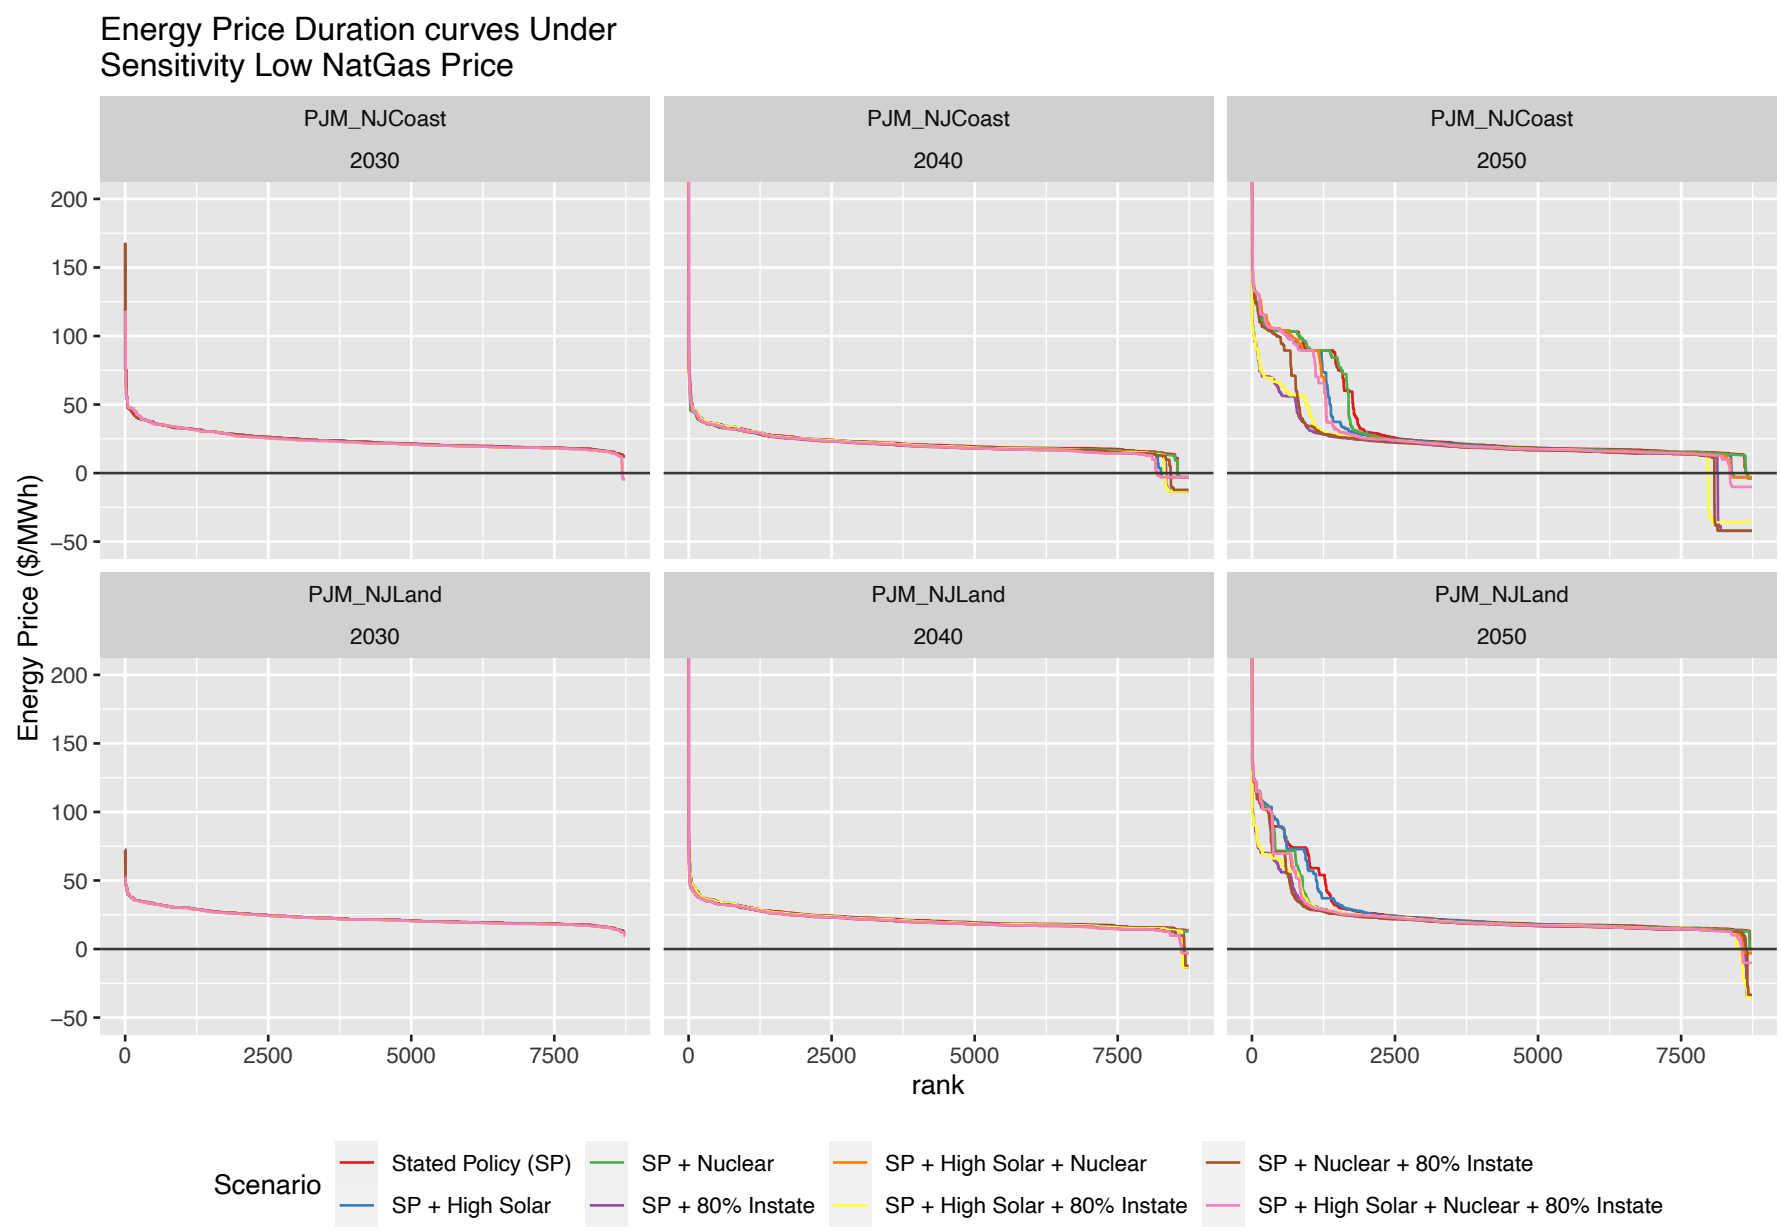 Energy Price Duration curves Under
Sensitivity Low NatGas Price
PJM_NJCoast
2030
PJM_NJCoast
2040
PJM_NJCoast
2050
200
150
100
50
0
−50
PJM_NJLand
2030
PJM_NJLand
2040
PJM_NJLand
2050
200
150
100
50
0
−50
Energy Price ($/MWh)
0 2500 5000 7500
0 2500 5000 7500
0 2500 5000 7500
rank
Scenario
Stated Policy (SP)
SP + Nuclear
SP + High Solar + Nuclear
SP + Nuclear + 80% Instate
SP + High Solar
SP + 80% Instate
SP + High Solar + 80% Instate
SP + High Solar + Nuclear + 80% Instate